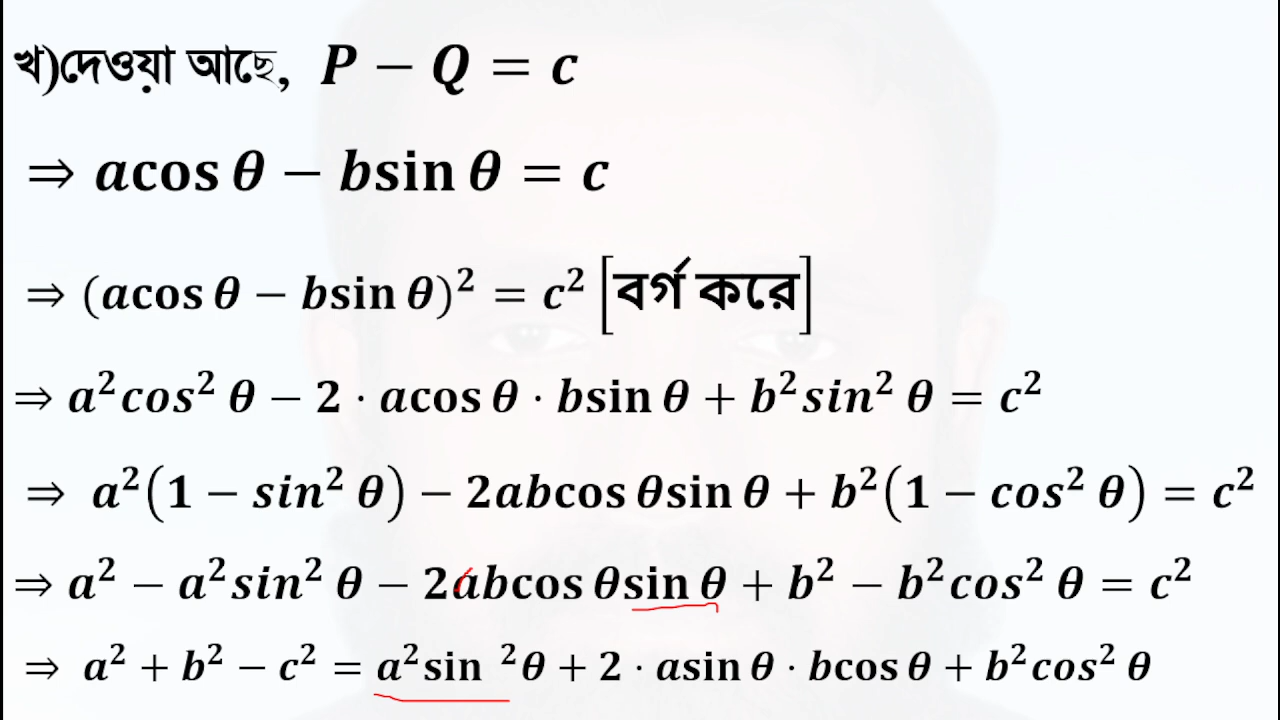 খ)দেওয়া আছে, P − Q = c
⇒ acos θ − bsin θ = c
⇒ (acos θ − bsin θ)² = c² [বর্গ করে]
⇒ a²cos² θ − 2 · acos θ · bsin θ + b²sin² θ = c²
⇒ a²(1 − sin² θ) − 2abcos θsin θ + b²(1 − cos² θ) = c²
⇒ a² − a²sin² θ − 2abcos θsin θ + b² − b²cos² θ = c²
⇒ a² + b² − c² = a²sin ²θ + 2 · asin θ · bcos θ + b²cos² θ